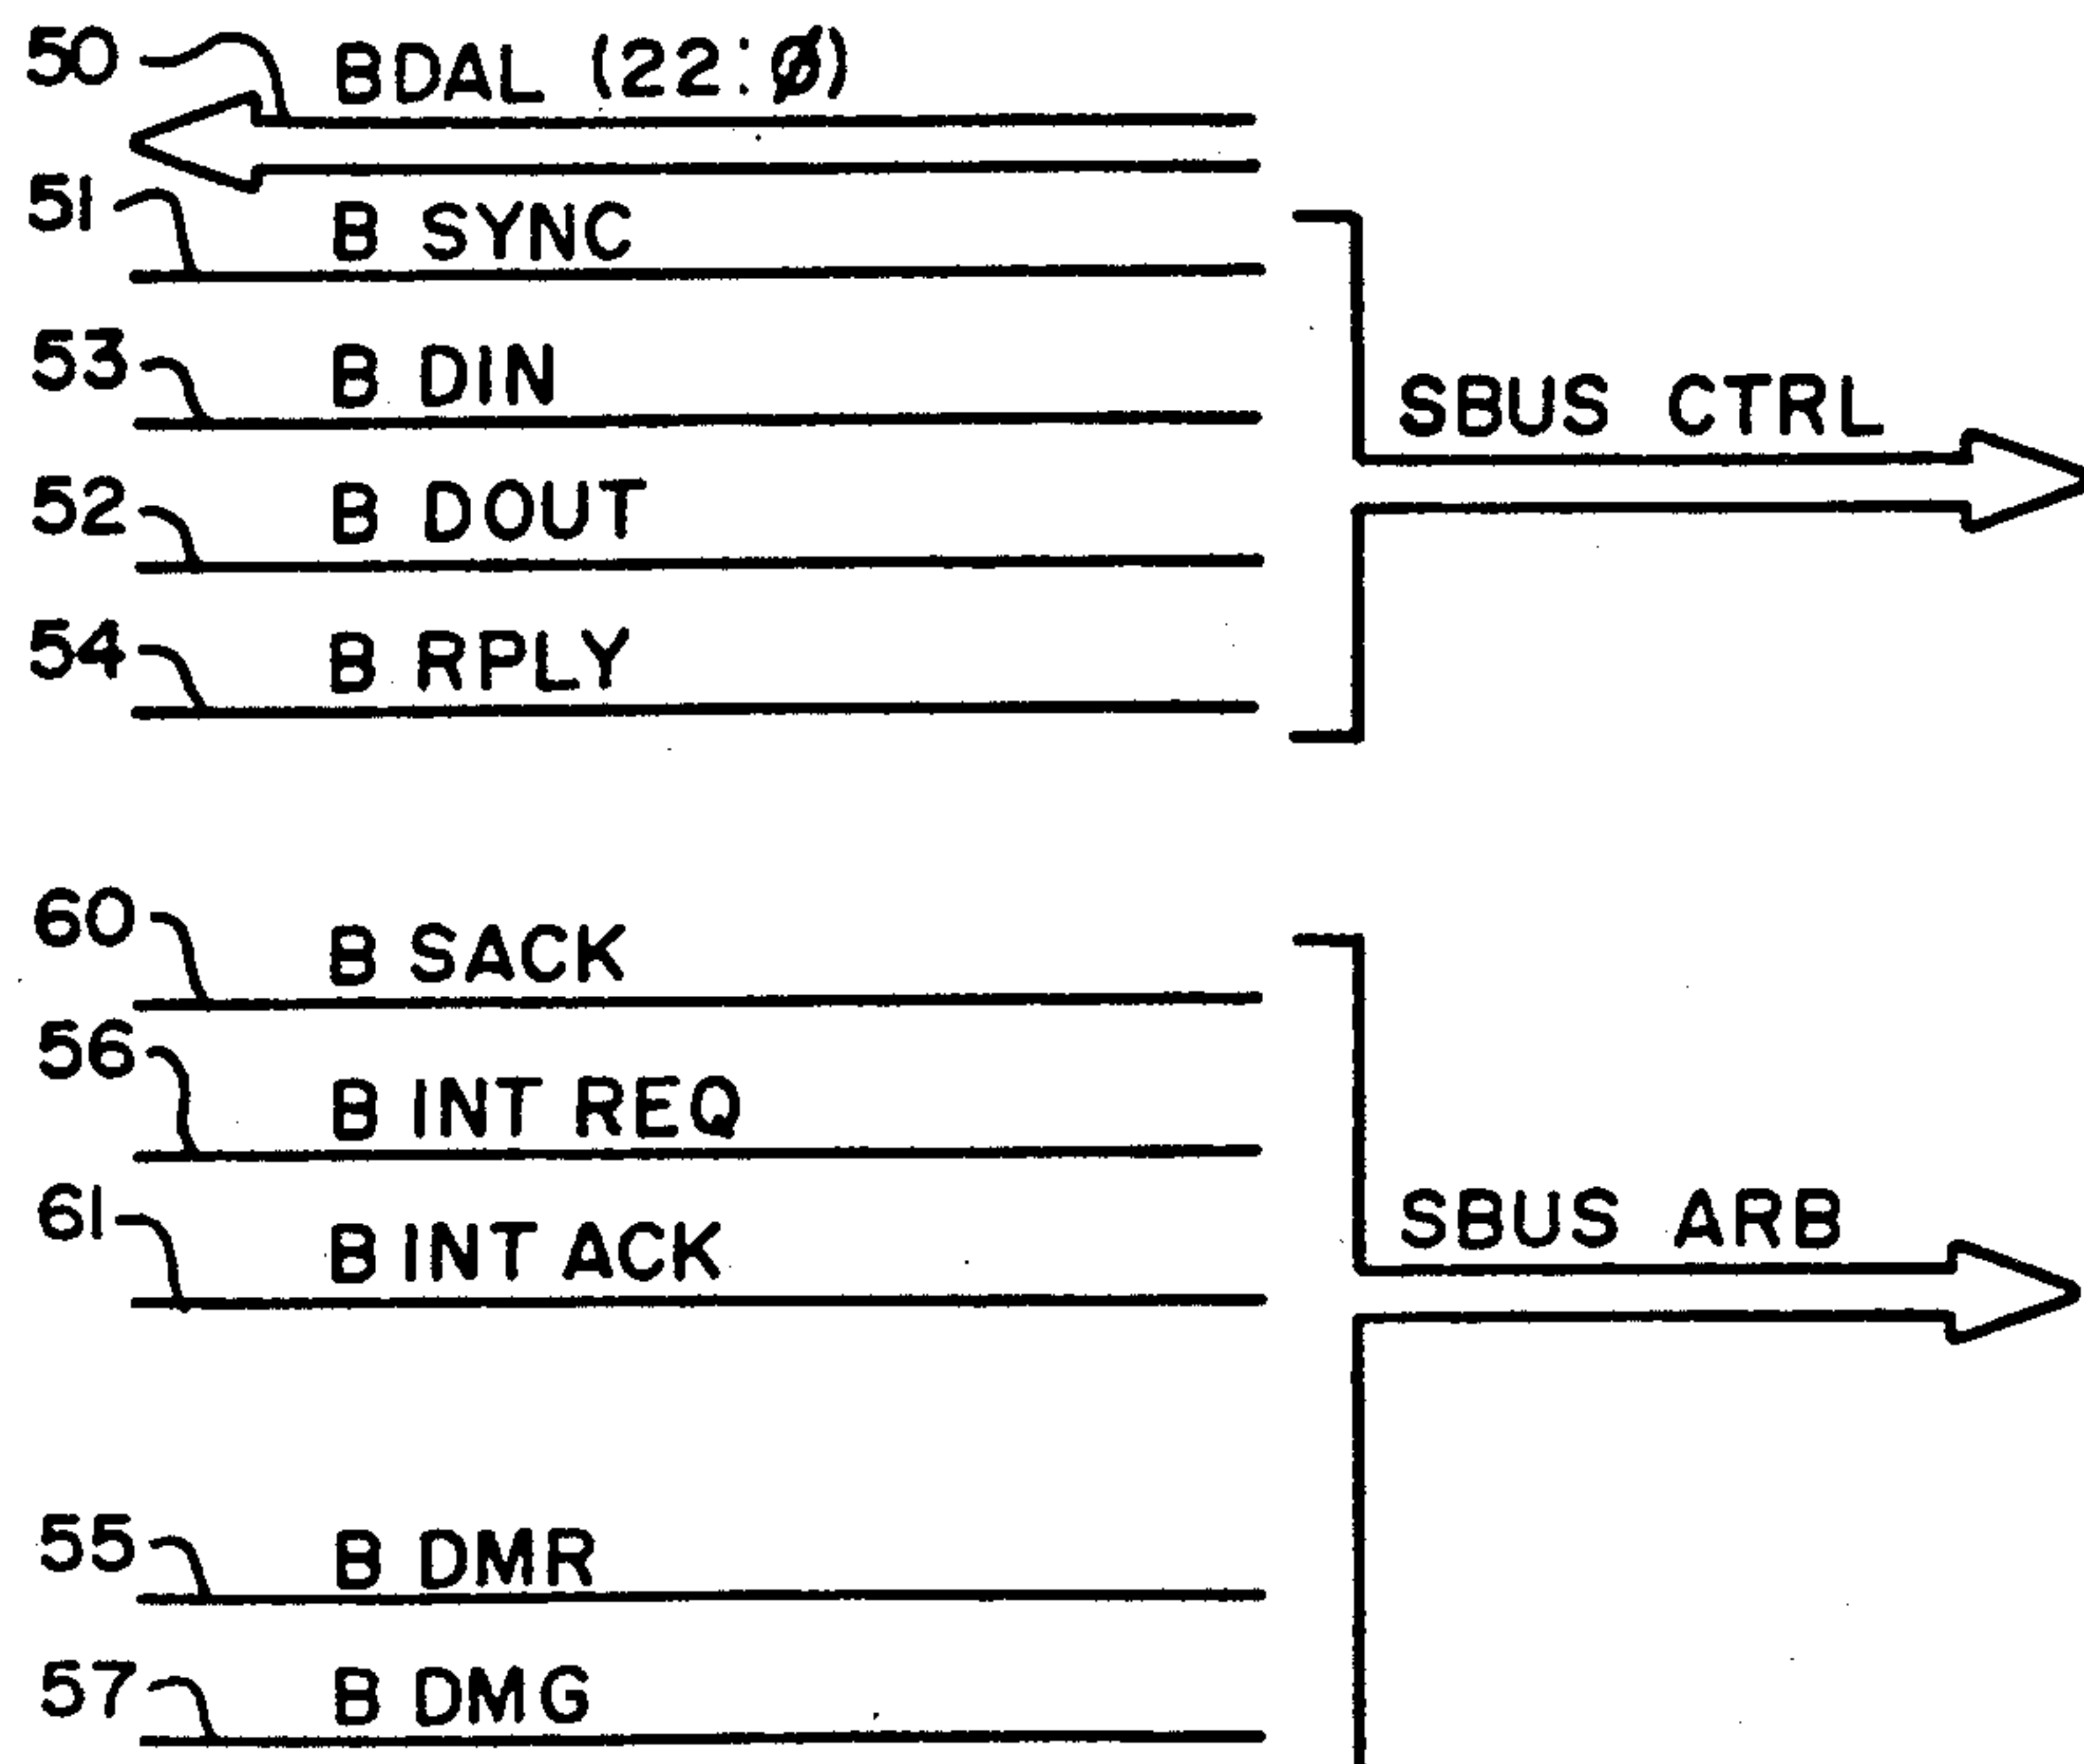 50 BDAL (22:Ø)
51 B SYNC
53 B DIN
SBUS CTRL
52 B DOUT
54 B RPLY
60 B SACK
56 B INT REQ
61 B INT ACK
SBUS ARB
55 B DMR
57 B DMG